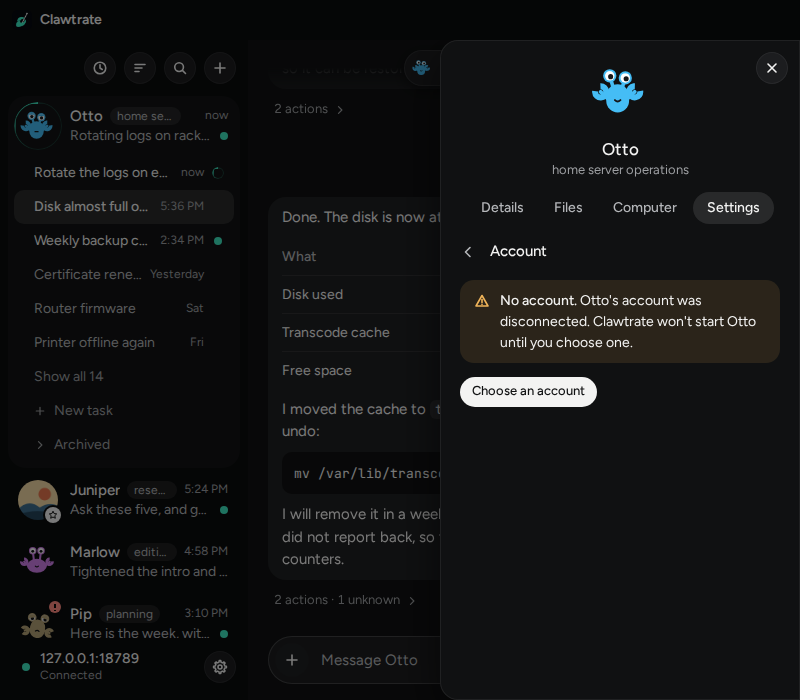 Clawtrate
Otto home se... now
Rotating logs on rack...
Rotate the logs on e... now
Disk almost full o... 5:36 PM
Weekly backup c... 2:34 PM
Certificate rene... Yesterday
Router firmware Sat
Printer offline again Fri
Show all 14
New task
Archived
Juniper rese... 5:24 PM
Ask these five, and g...
Marlow editi... 4:58 PM
Tightened the intro and ...
Pip planning 3:10 PM
Here is the week. wit...
127.0.0.1:18789
Connected
2 actions
Done. The disk is now at
What
Disk used
Transcode cache
Free space
I moved the cache to
undo:
mv /var/lib/transco
I will remove it in a week
did not report back, so
counters.
2 actions · 1 unknown
Message Otto
Otto
home server operations
Details Files Computer Settings
Account
No account. Otto's account was
disconnected. Clawtrate won't start Otto
until you choose one.
Choose an account